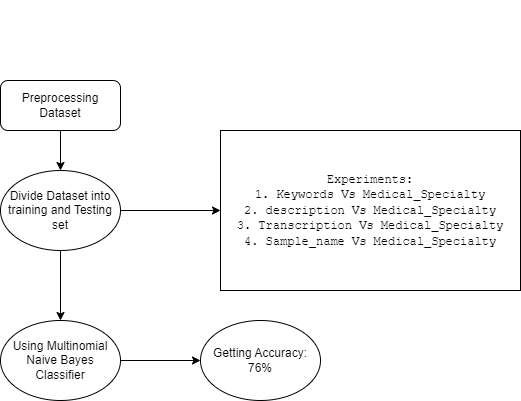 Preprocessing
Dataset
Divide Dataset into
training and Testing
set
Experiments:
1. Keywords Vs Medical_Specialty
2. description Vs Medical_Specialty
3. Transcription Vs Medical_Specialty
4. Sample_name Vs Medical_Specialty
Using Multinomial
Naive Bayes
Classifier
Getting Accuracy:
76%